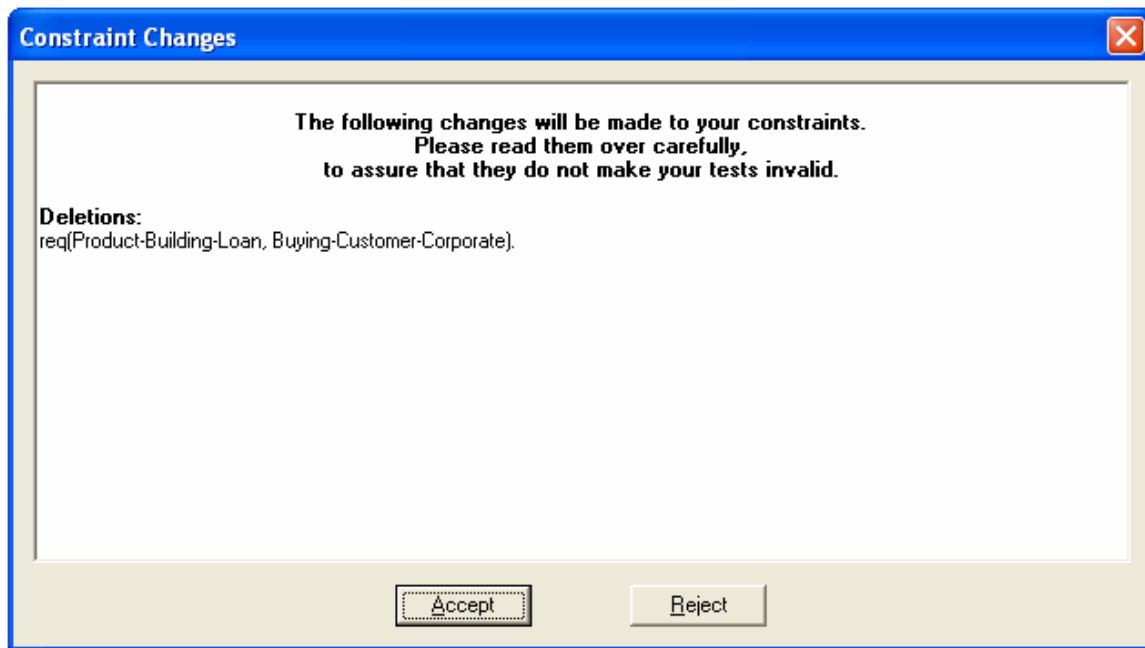 Constraint Changes
The following changes will be made to your constraints.
Please read them over carefully,
to assure that they do not make your tests invalid.
Deletions:
req(Product-Building-Loan, Buying-Customer-Corporate).
Accept
Reject